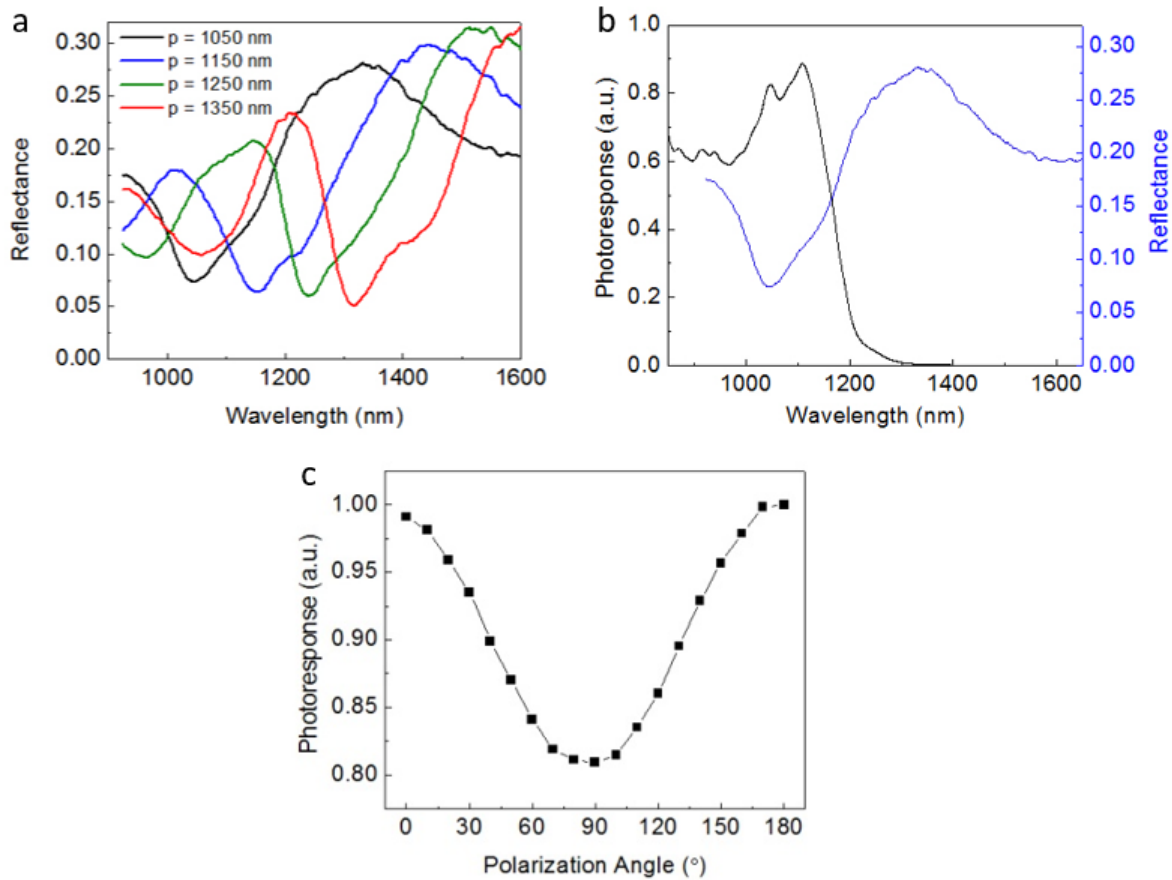 a
p = 1050 nm
p = 1150 nm
p = 1250 nm
p = 1350 nm
Reflectance
0.30
0.25
0.20
0.15
0.10
0.05
0.00
1000 1200 1400 1600
Wavelength (nm)
b
Photoresponse (a.u.)
1.0
0.8
0.6
0.4
0.2
0.0
1000 1200 1400 1600
Wavelength (nm)
0.30
0.25
0.20
0.15
0.10
0.05
0.00
Reflectance
c
Photoresponse (a.u.)
1.00
0.95
0.90
0.85
0.80
0 30 60 90 120 150 180
Polarization Angle (°)